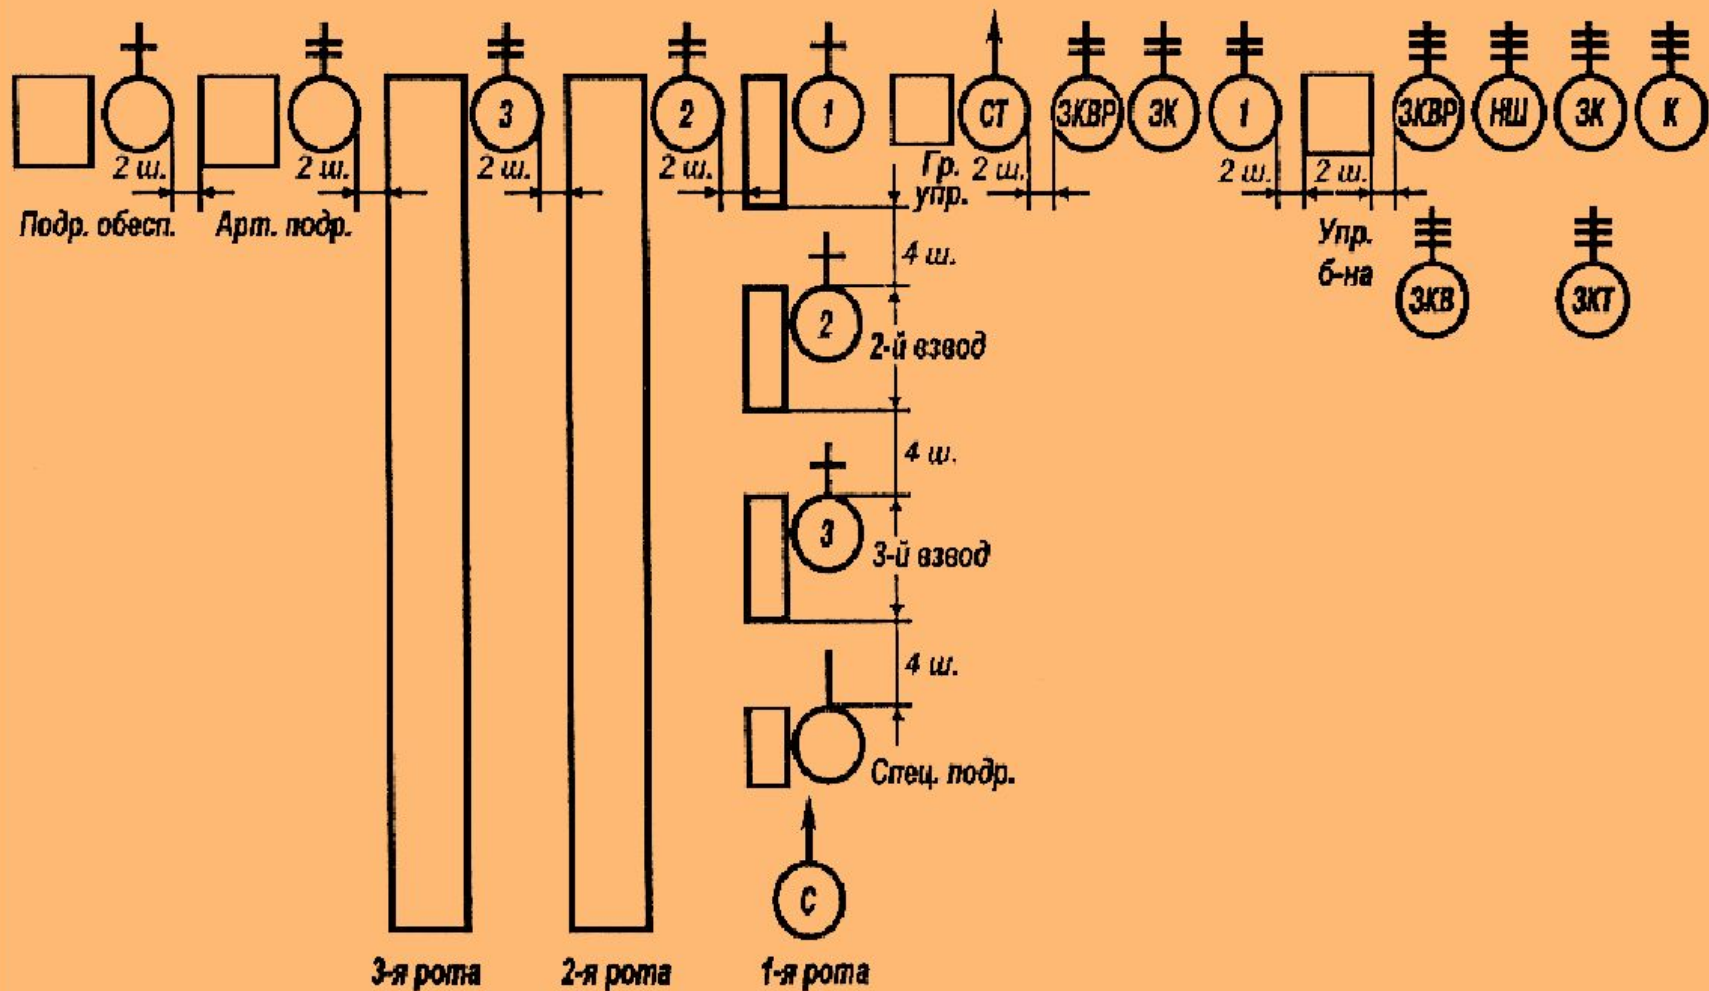 3 2 1 СТ ЗКВР ЗК 1 ЗКВР НШ ЗК К
2 ш. 2 ш. 2 ш. 2 ш. Гр. 2 ш. 2 ш. 2 ш.
упр.
Подр. обесп. Арт. подр. Упр.
4 ш. б-на
ЗКВ ЗКТ
2
2-й взвод
4 ш.
3
3-й взвод
4 ш.
Спец. подр.
С
3-я рота 2-я рота 1-я рота